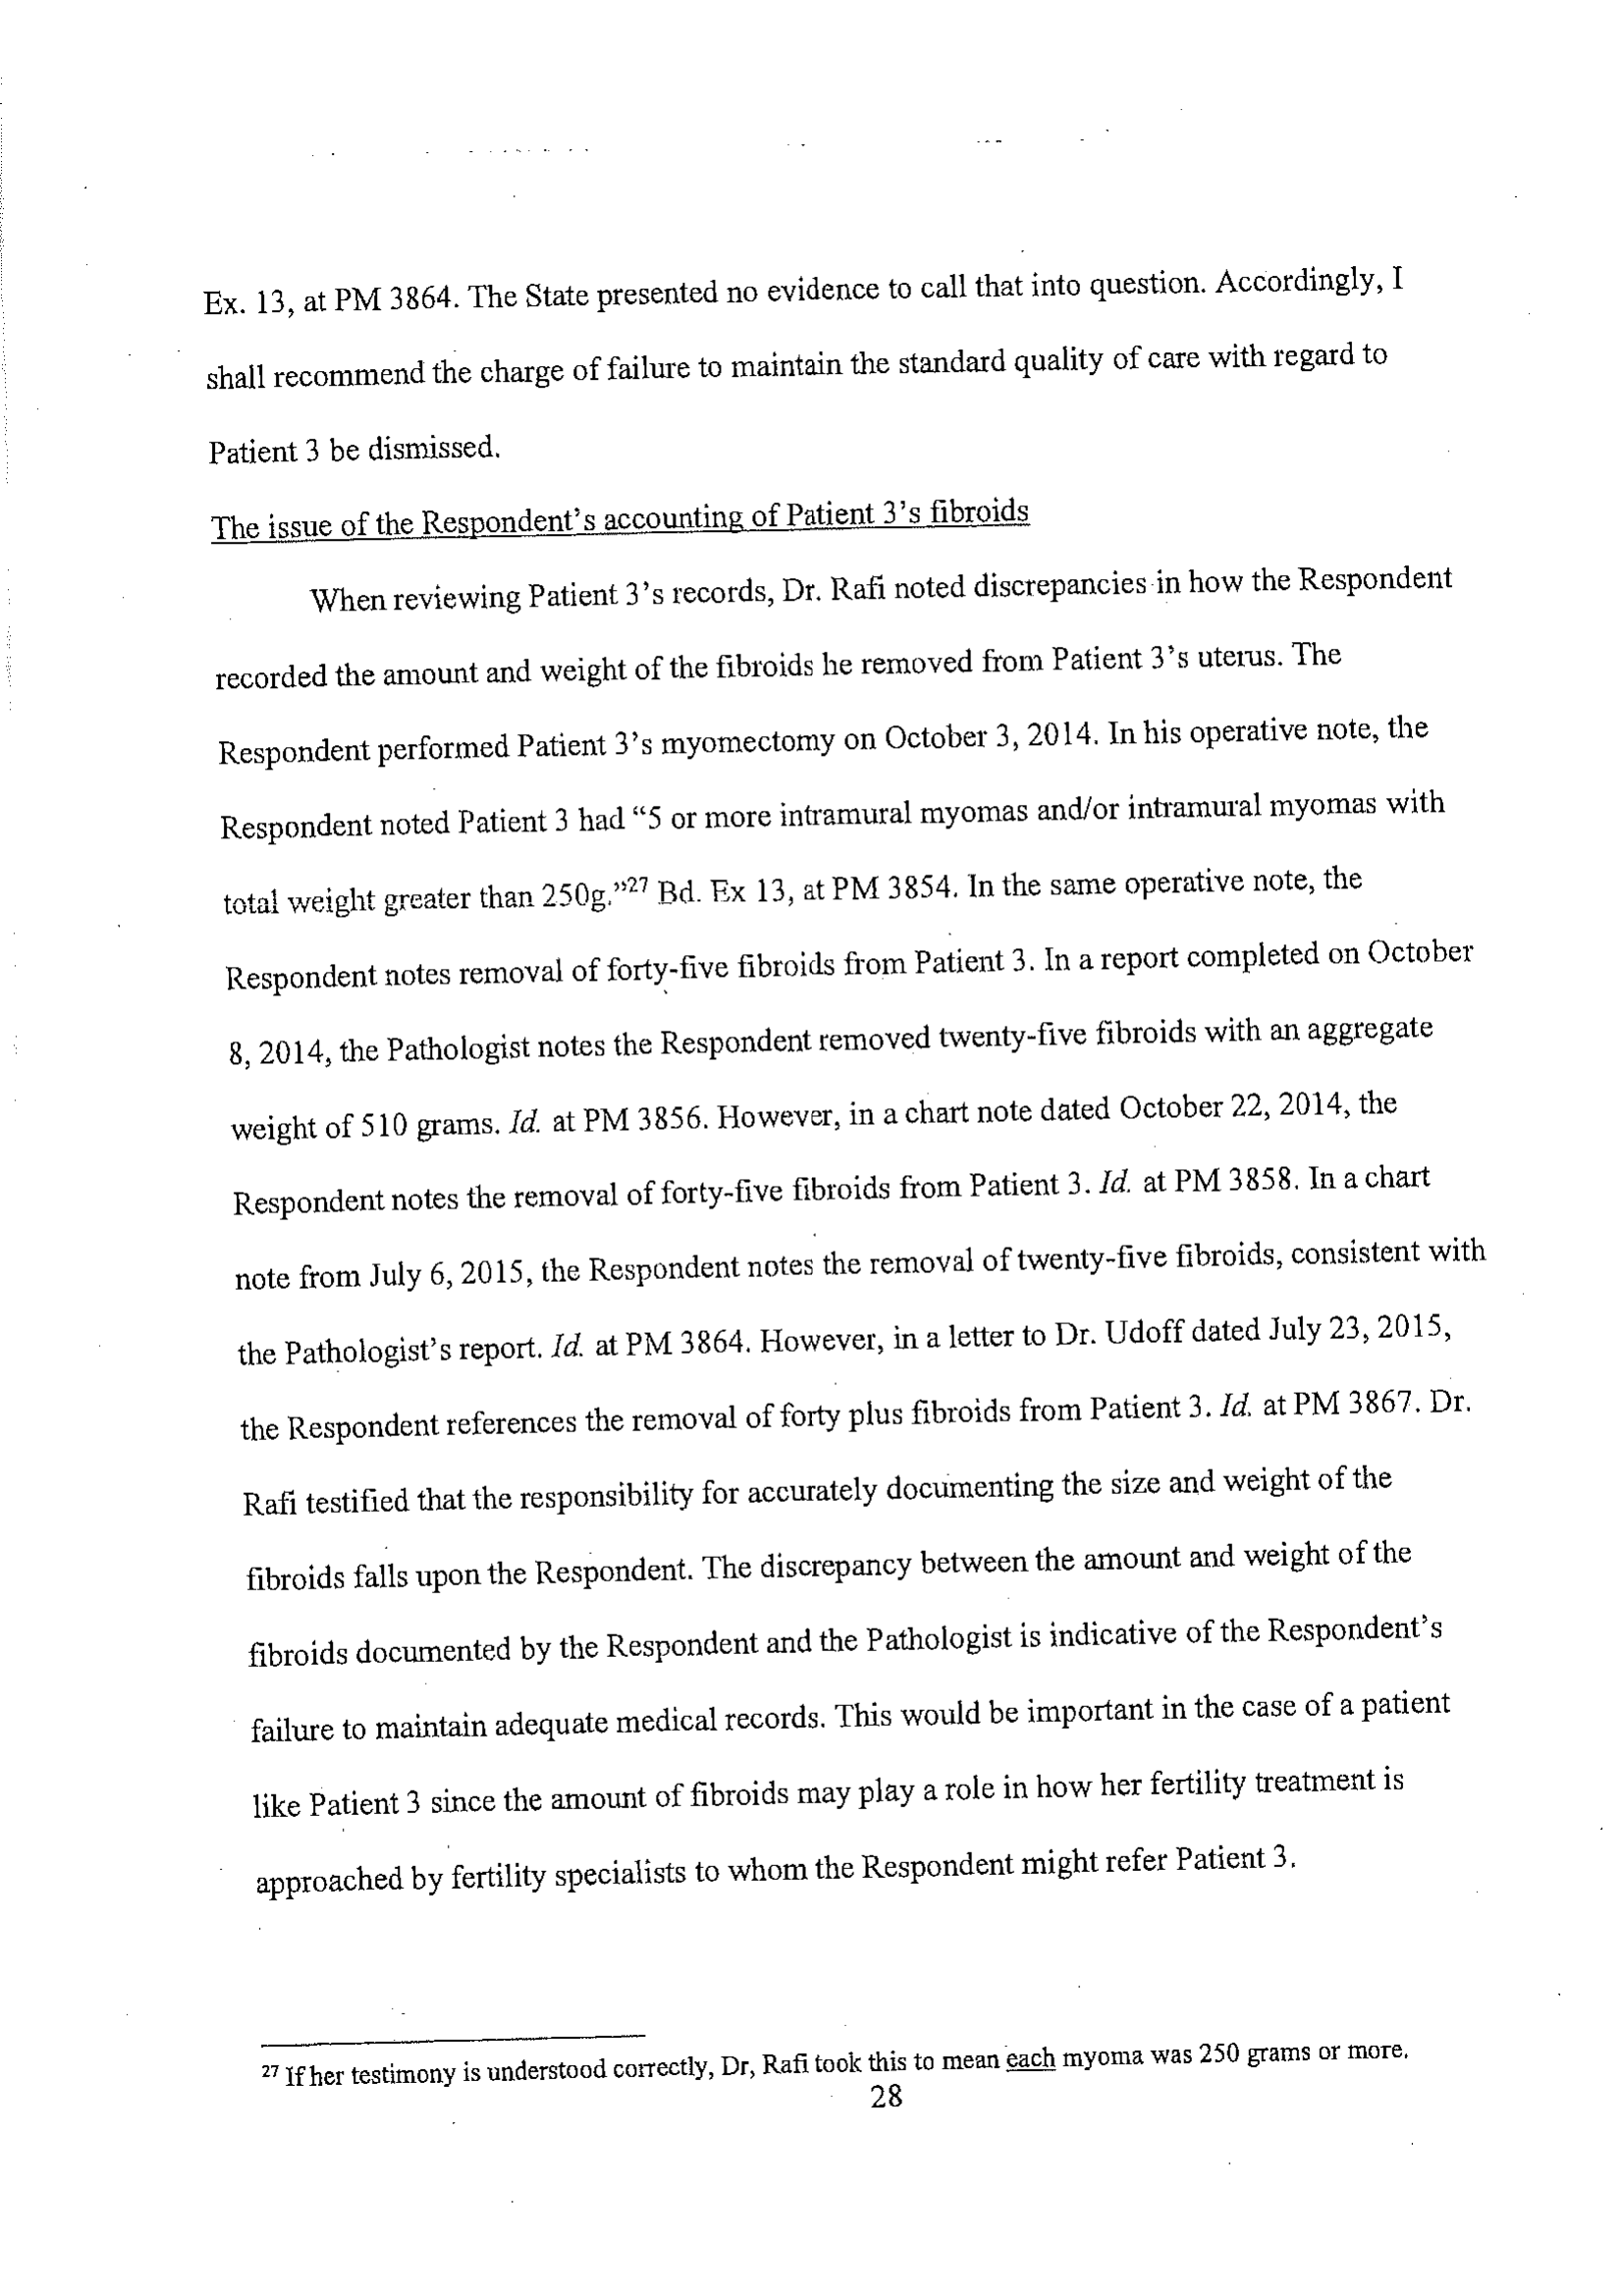 Ex. 13, at PM 3864. The State presented no evidence to call that into question. Accordingly, I
shall recommend the charge of failure to maintain the standard quality of care with regard to
Patient 3 be dismissed.
The issue of the Respondent's accounting of Patient 3's fibroids
When reviewing Patient 3's records, Dr. Rafi noted discrepancies in how the Respondent
recorded the amount and weight of the fibroids he removed from Patient 3's uterus. The
Respondent performed Patient 3's myomectomy on October 3, 2014. In his operative note, the
Respondent noted Patient 3 had “5 or more intramural myomas and/or intramural myomas with
total weight greater than 250g.”27 Bd. Ex 13, at PM 3854. In the same operative note, the
Respondent notes removal of forty-five fibroids from Patient 3. In a report completed on October
8, 2014, the Pathologist notes the Respondent removed twenty-five fibroids with an aggregate
weight of 510 grams. Id. at PM 3856. However, in a chart note dated October 22, 2014, the
Respondent notes the removal of forty-five fibroids from Patient 3. Id. at PM 3858. In a chart
note from July 6, 2015, the Respondent notes the removal of twenty-five fibroids, consistent with
the Pathologist's report. Id. at PM 3864. However, in a letter to Dr. Udoff dated July 23, 2015,
the Respondent references the removal of forty plus fibroids from Patient 3. Id. at PM 3867. Dr.
Rafi testified that the responsibility for accurately documenting the size and weight of the
fibroids falls upon the Respondent. The discrepancy between the amount and weight of the
fibroids documented by the Respondent and the Pathologist is indicative of the Respondent's
failure to maintain adequate medical records. This would be important in the case of a patient
like Patient 3 since the amount of fibroids may play a role in how her fertility treatment is
approached by fertility specialists to whom the Respondent might refer Patient 3.
27 If her testimony is understood correctly, Dr, Rafi took this to mean each myoma was 250 grams or more.
28